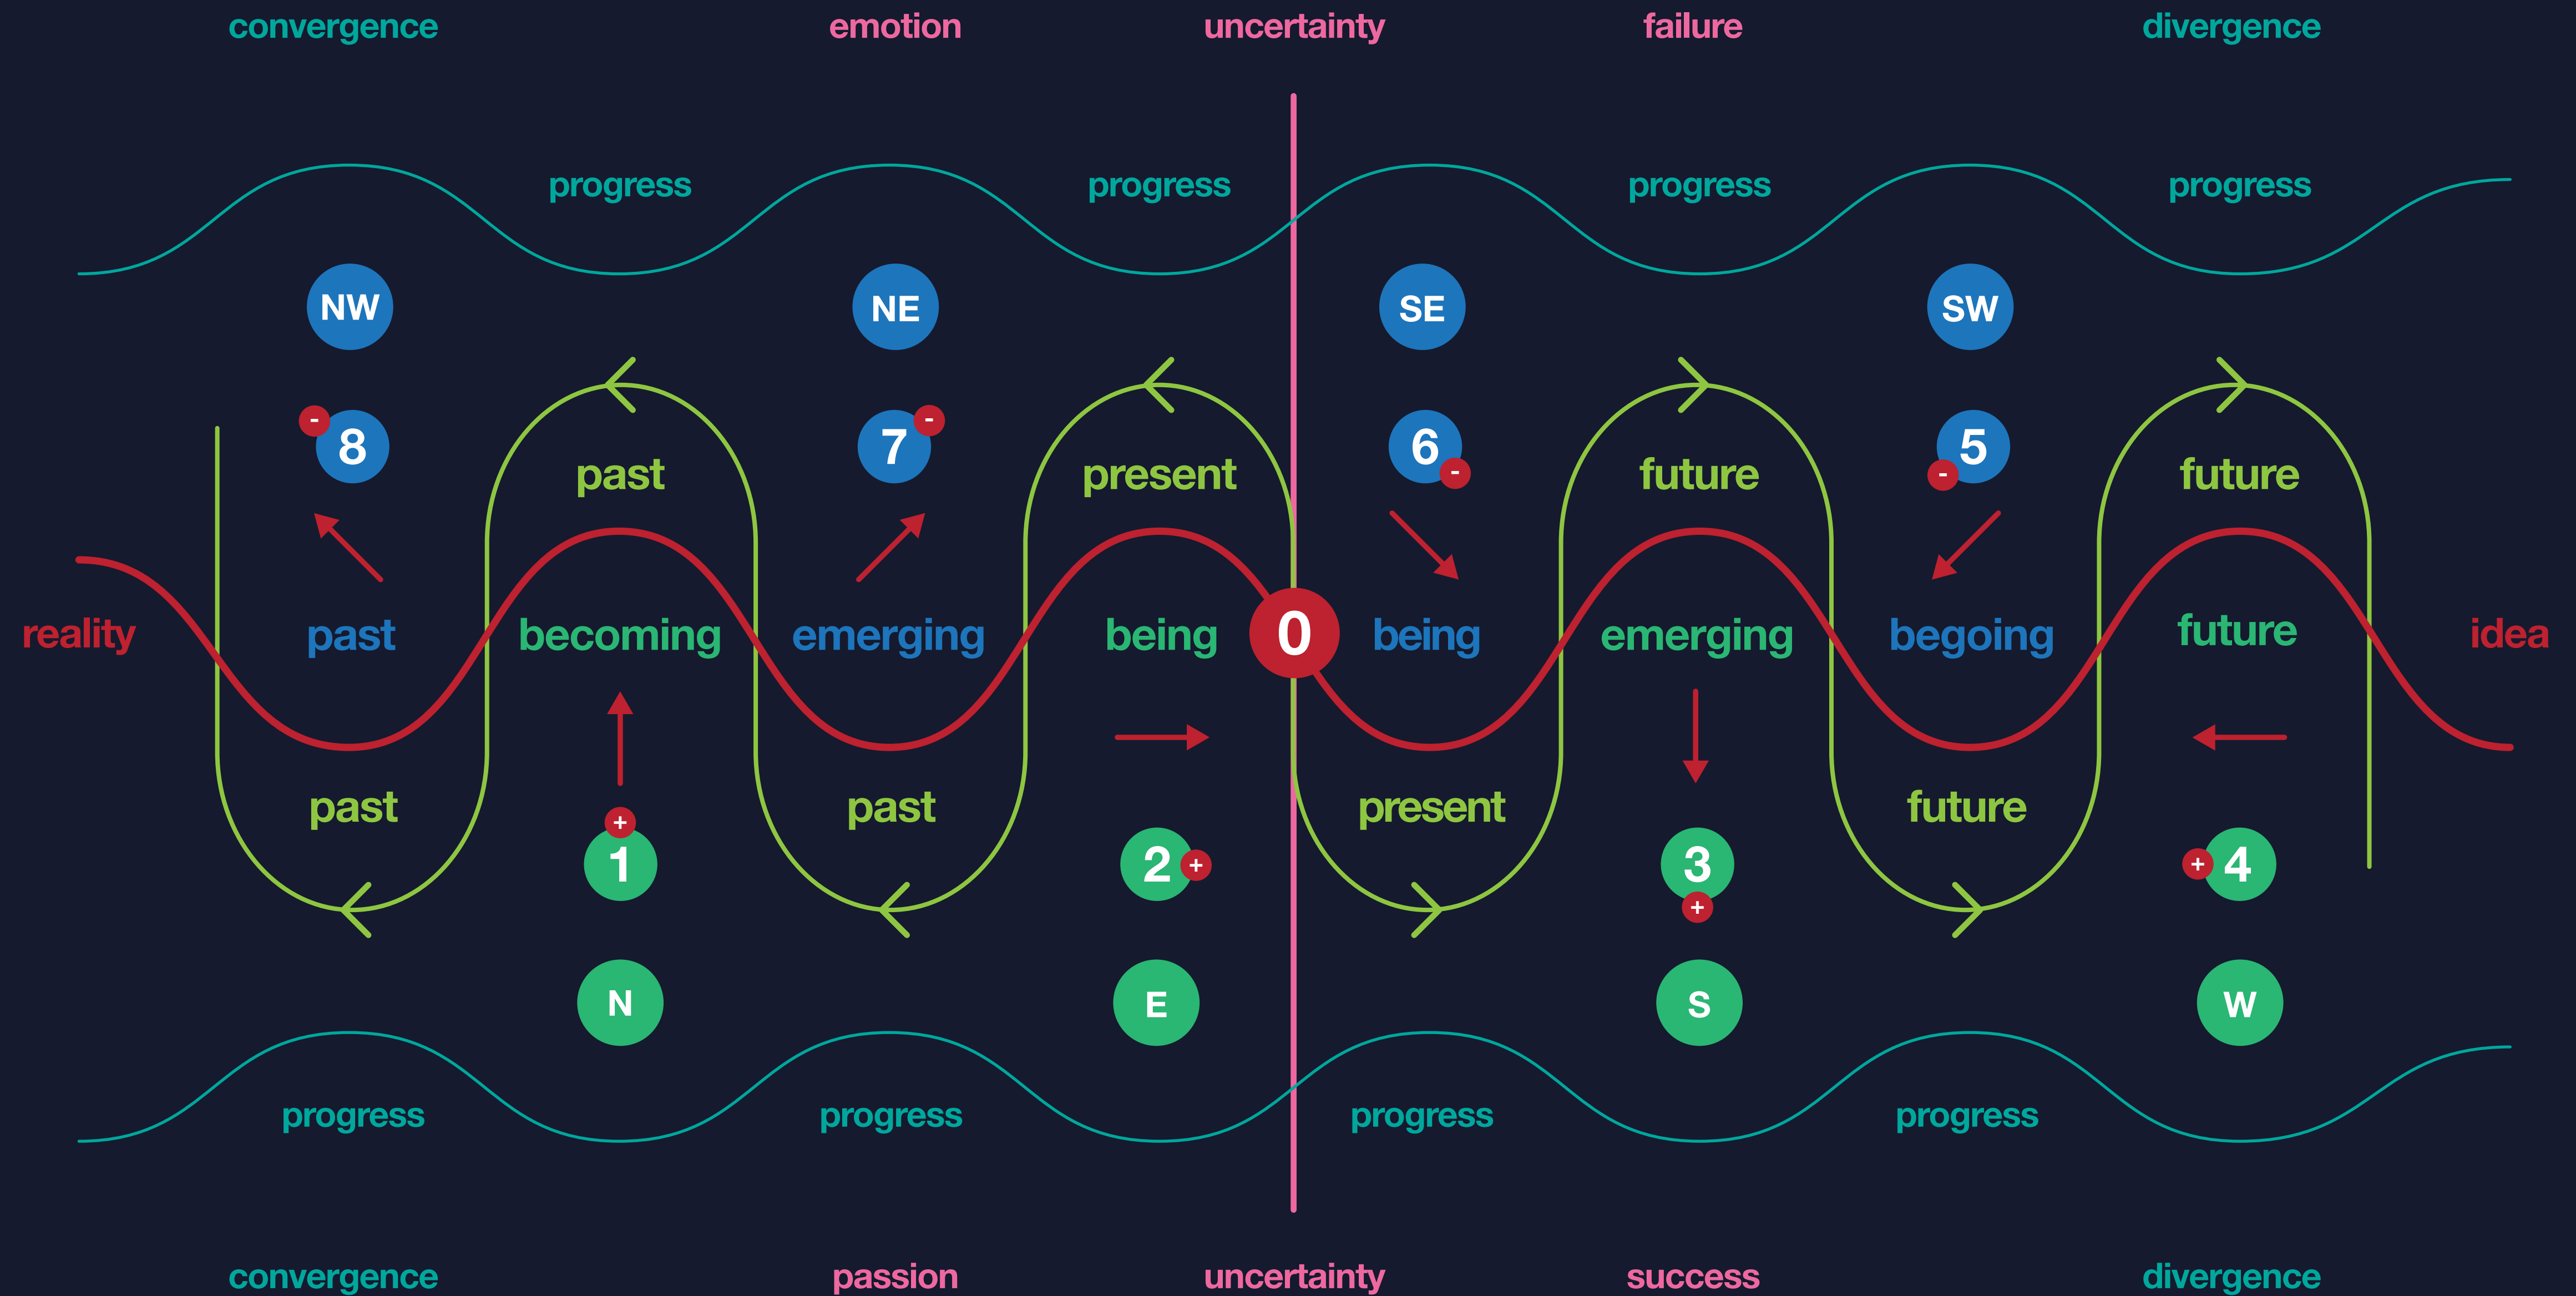 convergence
emotion
uncertainty
failure
divergence
progress
progress
progress
progress
NW
NE
SE
SW
- 8
7 -
6 -
- 5
past
present
future
future
reality
past
becoming
emerging
being
0
being
emerging
begoing
future
idea
past
past
present
future
+
1
2 +
3
+
+ 4
N
E
S
W
progress
progress
progress
progress
convergence
passion
uncertainty
success
divergence